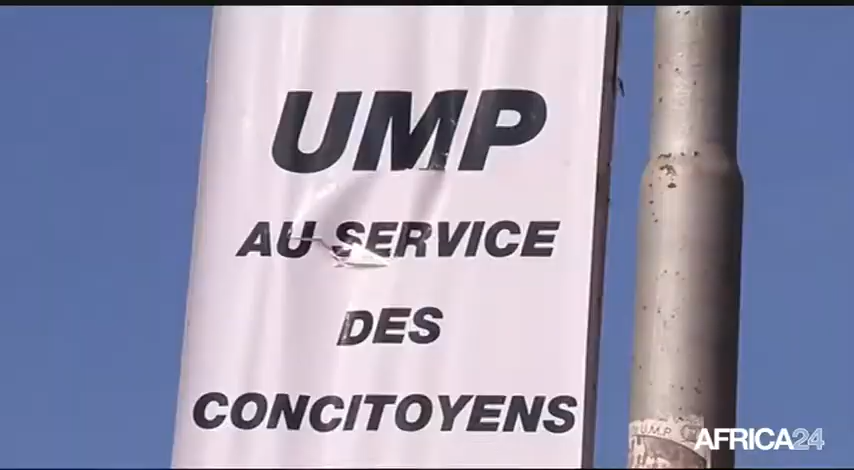 UMP
AU SERVICE
DES
CONCITOYENS
U.M.P
AFRICA24